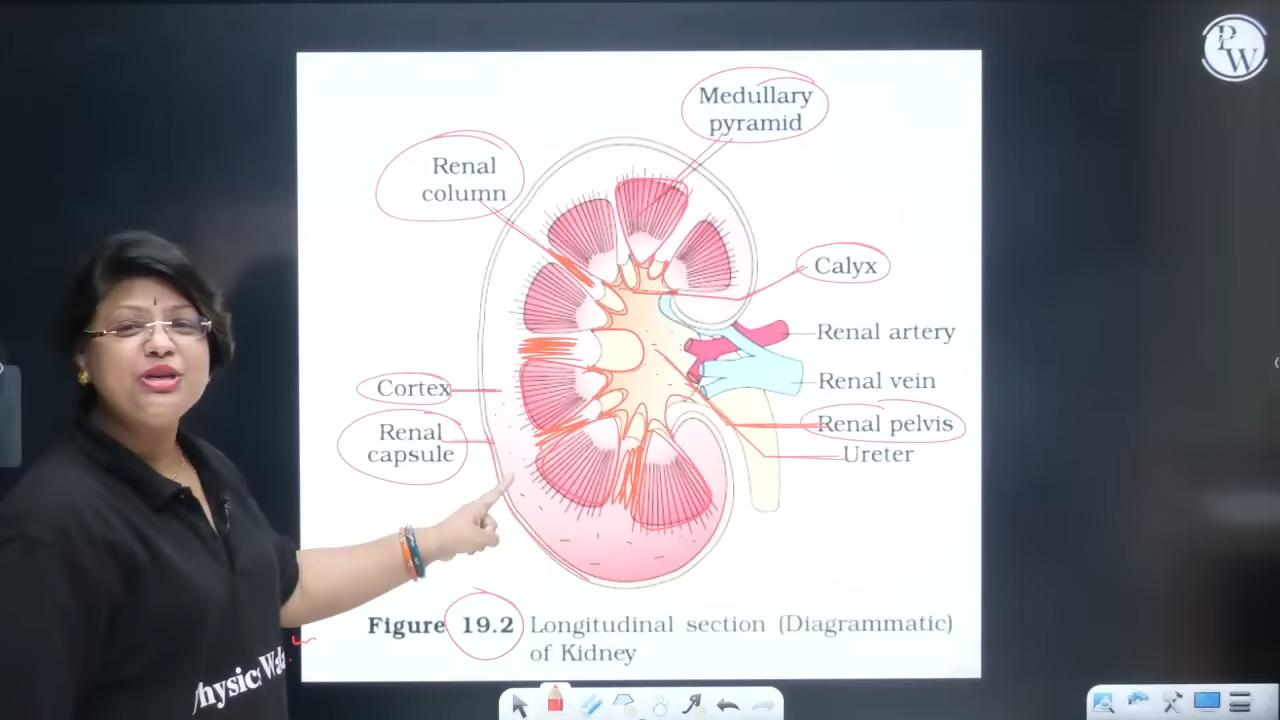 PW
Medullary
pyramid
Renal
column
Calyx
Renal artery
Cortex
Renal vein
Renal
capsule
Renal pelvis
Ureter
Figure 19.2 Longitudinal section (Diagrammatic)
of Kidney